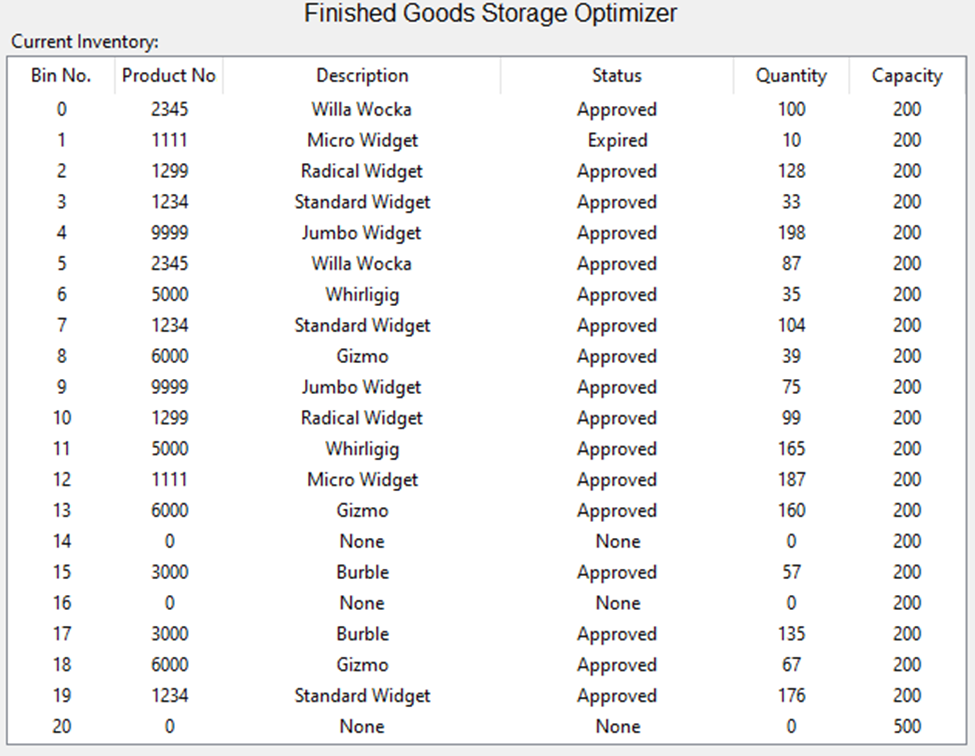 Finished Goods Storage Optimizer
Current Inventory:
Bin No. Product No Description Status Quantity Capacity
0 2345 Willa Wocka Approved 100 200
1 1111 Micro Widget Expired 10 200
2 1299 Radical Widget Approved 128 200
3 1234 Standard Widget Approved 33 200
4 9999 Jumbo Widget Approved 198 200
5 2345 Willa Wocka Approved 87 200
6 5000 Whirligig Approved 35 200
7 1234 Standard Widget Approved 104 200
8 6000 Gizmo Approved 39 200
9 9999 Jumbo Widget Approved 75 200
10 1299 Radical Widget Approved 99 200
11 5000 Whirligig Approved 165 200
12 1111 Micro Widget Approved 187 200
13 6000 Gizmo Approved 160 200
14 0 None None 0 200
15 3000 Burble Approved 57 200
16 0 None None 0 200
17 3000 Burble Approved 135 200
18 6000 Gizmo Approved 67 200
19 1234 Standard Widget Approved 176 200
20 0 None None 0 500